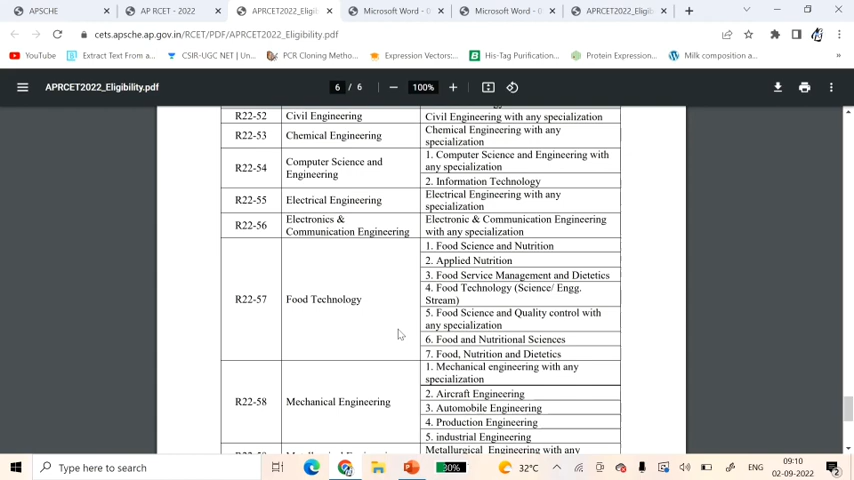 APSCHE
AP RCET - 2022
APRCET2022_Eligib
Microsoft Word - 0
Microsoft Word - 0
APRCET2022_Eligib
cets.apsche.ap.gov.in/RCET/PDF/APRCET2022_Eligibility.pdf
YouTube
Extract Text From a...
CSIR-UGC NET | Un...
PCR Cloning Metho...
Expression Vectors:...
His-Tag Purification...
Protein Expression...
Milk composition a...
APRCET2022_Eligibility.pdf
6 / 6
100%
R22-52
Civil Engineering
Civil Engineering with any specialization
R22-53
Chemical Engineering
Chemical Engineering with any
specialization
R22-54
Computer Science and
Engineering
1. Computer Science and Engineering with
any specialization
2. Information Technology
R22-55
Electrical Engineering
Electrical Engineering with any
specialization
R22-56
Electronics &
Communication Engineering
Electronic & Communication Engineering
with any specialization
R22-57
Food Technology
1. Food Science and Nutrition
2. Applied Nutrition
3. Food Service Management and Dietetics
4. Food Technology (Science/ Engg.
Stream)
5. Food Science and Quality control with
any specialization
6. Food and Nutritional Sciences
7. Food, Nutrition and Dietetics
R22-58
Mechanical Engineering
1. Mechanical engineering with any
specialization
2. Aircraft Engineering
3. Automobile Engineering
4. Production Engineering
5. industrial Engineering
Metallurgical Engineering with any
Type here to search
80%
32°C
ENG
09:10
02-09-2022
2